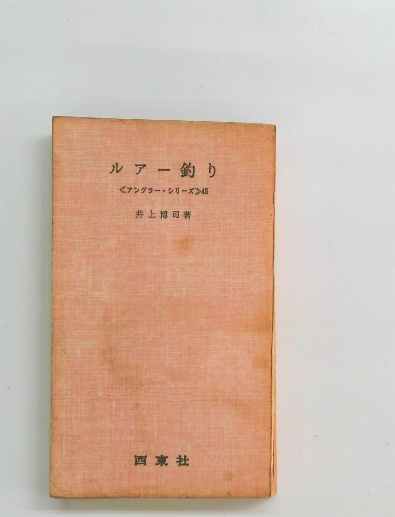 ルアー釣り
≪アングラー・シリーズ≫45
井上博司著
西東社